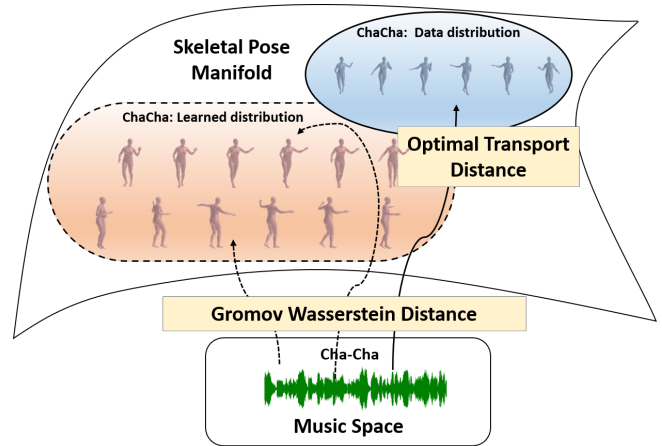 Skeletal Pose
Manifold
ChaCha: Data distribution
ChaCha: Learned distribution
Optimal Transport
Distance
Gromov Wasserstein Distance
Cha-Cha
Music Space